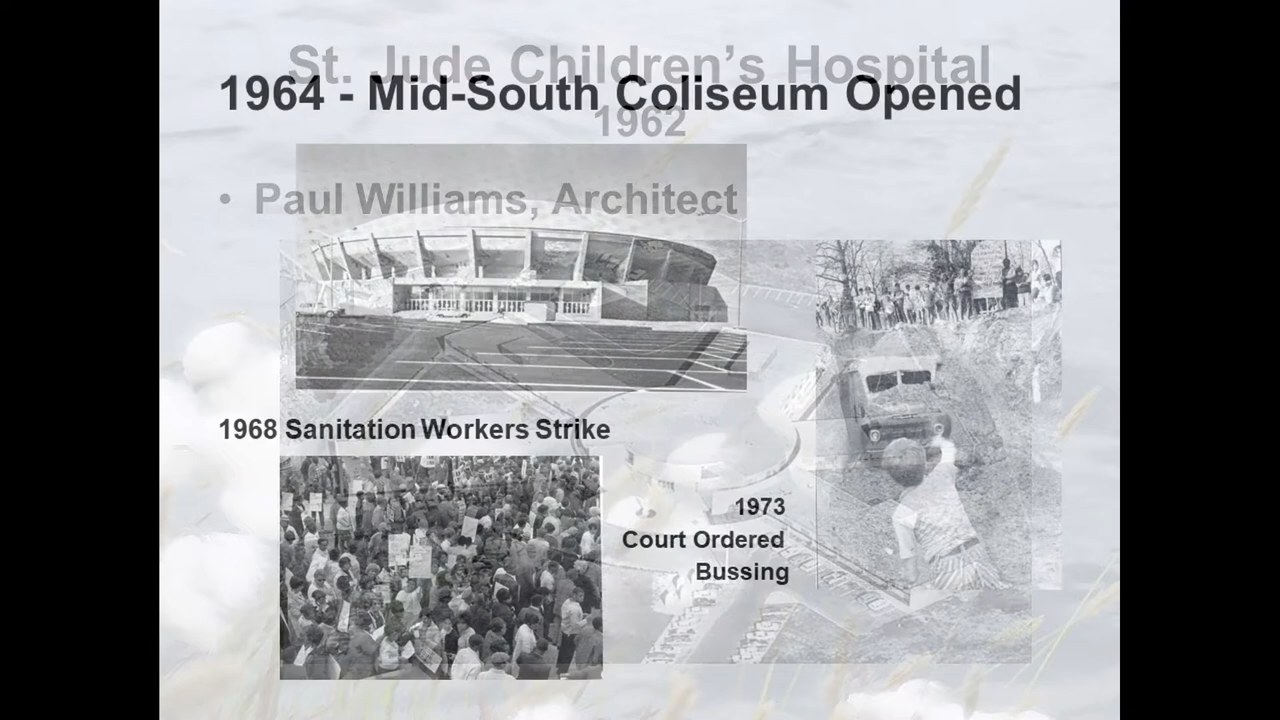 St. Jude Children’s Hospital
1964 - Mid-South Coliseum Opened
1962
• Paul Williams, Architect
1968 Sanitation Workers Strike
1973
Court Ordered
Bussing